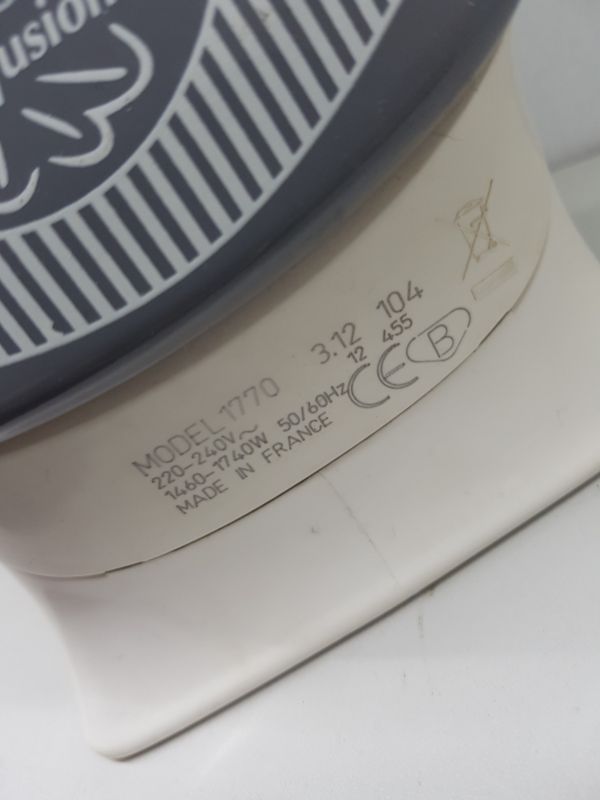 usion
MODEL 1770 3.12 104
220-240V~ 50/60Hz 12 455
1460-1740W CE B
MADE IN FRANCE